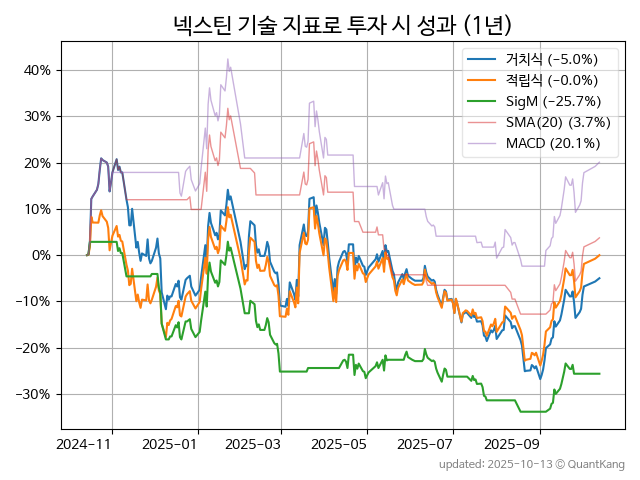 넥스틴 기술 지표로 투자 시 성과 (1년)
거치식 (−5.0%)
적립식 (−0.0%)
SigM (−25.7%)
SMA(20) (3.7%)
MACD (20.1%)
40%
30%
20%
10%
0%
−10%
−20%
−30%
2024−11 2025−01 2025−03 2025−05 2025−07 2025−09
updated: 2025−10−13 ⓒ QuantKang